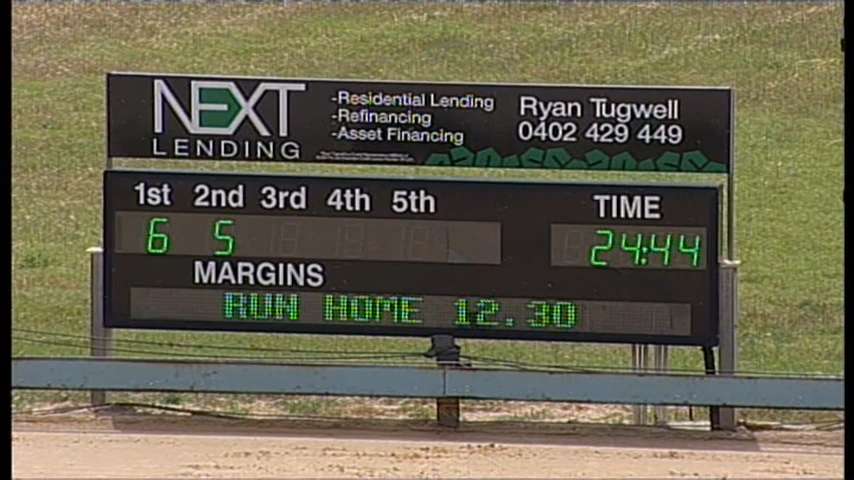 NEXT
LENDING
-Residential Lending
-Refinancing
-Asset Financing
Ryan Tugwell
0402 429 449
1st 2nd 3rd 4th 5th TIME
6 5 24:44
MARGINS
RUN HOME 12.30